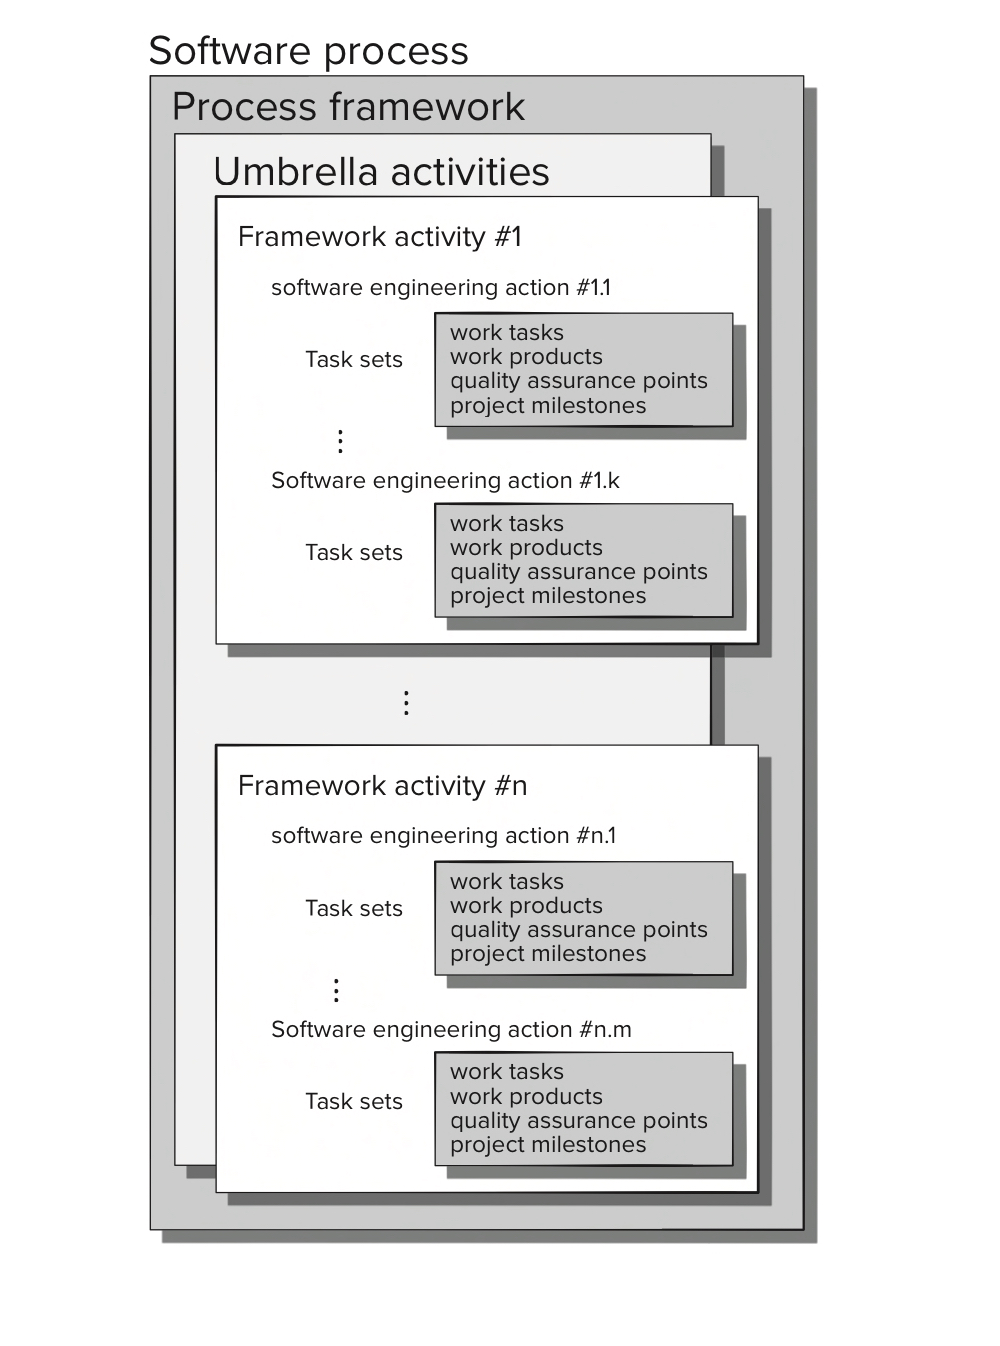 Software process
Process framework
Umbrella activities
Framework activity #1
software engineering action #1.1
Task sets
work tasks
work products
quality assurance points
project milestones
⋮
Software engineering action #1.k
Task sets
work tasks
work products
quality assurance points
project milestones
⋮
Framework activity #n
software engineering action #n.1
Task sets
work tasks
work products
quality assurance points
project milestones
⋮
Software engineering action #n.m
Task sets
work tasks
work products
quality assurance points
project milestones